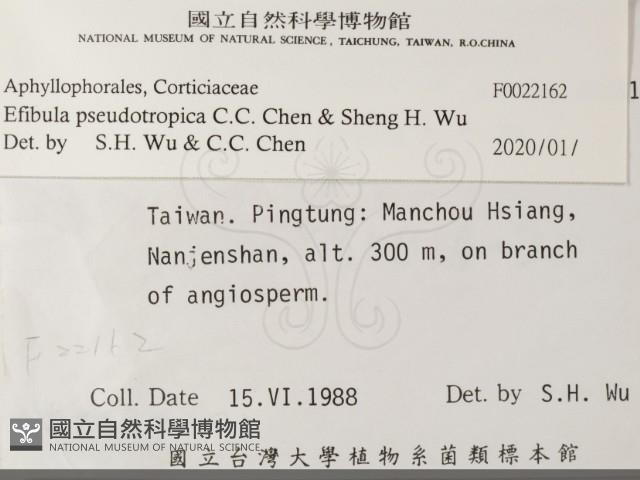 國立自然科學博物館
NATIONAL MUSEUM OF NATURAL SCIENCE, TAICHUNG, TAIWAN, R.O.CHINA
Aphyllophorales, Corticiaceae F0022162 1
Efibula pseudotropica C.C. Chen & Sheng H. Wu
Det. by S.H. Wu & C.C. Chen 2020/01/
Taiwan. Pingtung: Manchou Hsiang,
Nanjenshan, alt. 300 m, on branch
of angiosperm.
F 22162
Coll. Date 15.VI.1988 Det. by S.H. Wu
國立自然科學博物館
NATIONAL MUSEUM OF NATURAL SCIENCE
國立台灣大學植物系菌類標本館